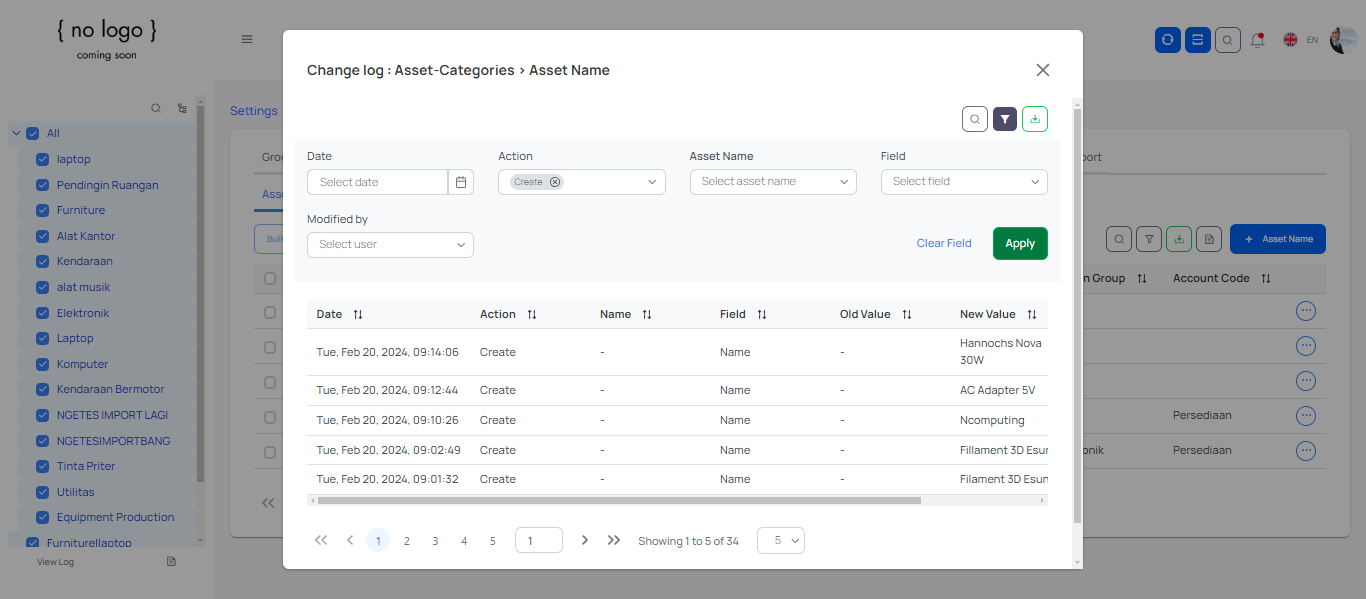 { no logo }
coming soon
EN
All
laptop
Pendingin Ruangan
Furniture
Alat Kantor
Kendaraan
alat musik
Elektronik
Laptop
Komputer
Kendaraan Bermotor
NGETES IMPORT LAGI
NGETESIMPORTBANG
Tinta Priter
Utilitas
Equipment Production
Furniturellaptop
View Log
Settings
Change log : Asset-Categories > Asset Name
Date Action Asset Name Field
Select date Create Select asset name Select field
Modified by
Select user Clear Field Apply
Date Action Name Field Old Value New Value
Tue, Feb 20, 2024, 09:14:06 Create - Name - Hannochs Nova
30W
Tue, Feb 20, 2024, 09:12:44 Create - Name - AC Adapter 5V
Tue, Feb 20, 2024, 09:10:26 Create - Name - Ncomputing
Tue, Feb 20, 2024, 09:02:49 Create - Name - Fillament 3D Esun
Tue, Feb 20, 2024, 09:01:32 Create - Name - Filament 3D Esun
1 2 3 4 5 1 Showing 1 to 5 of 34 5
+ Asset Name
Group Account Code
Persediaan
Persediaan